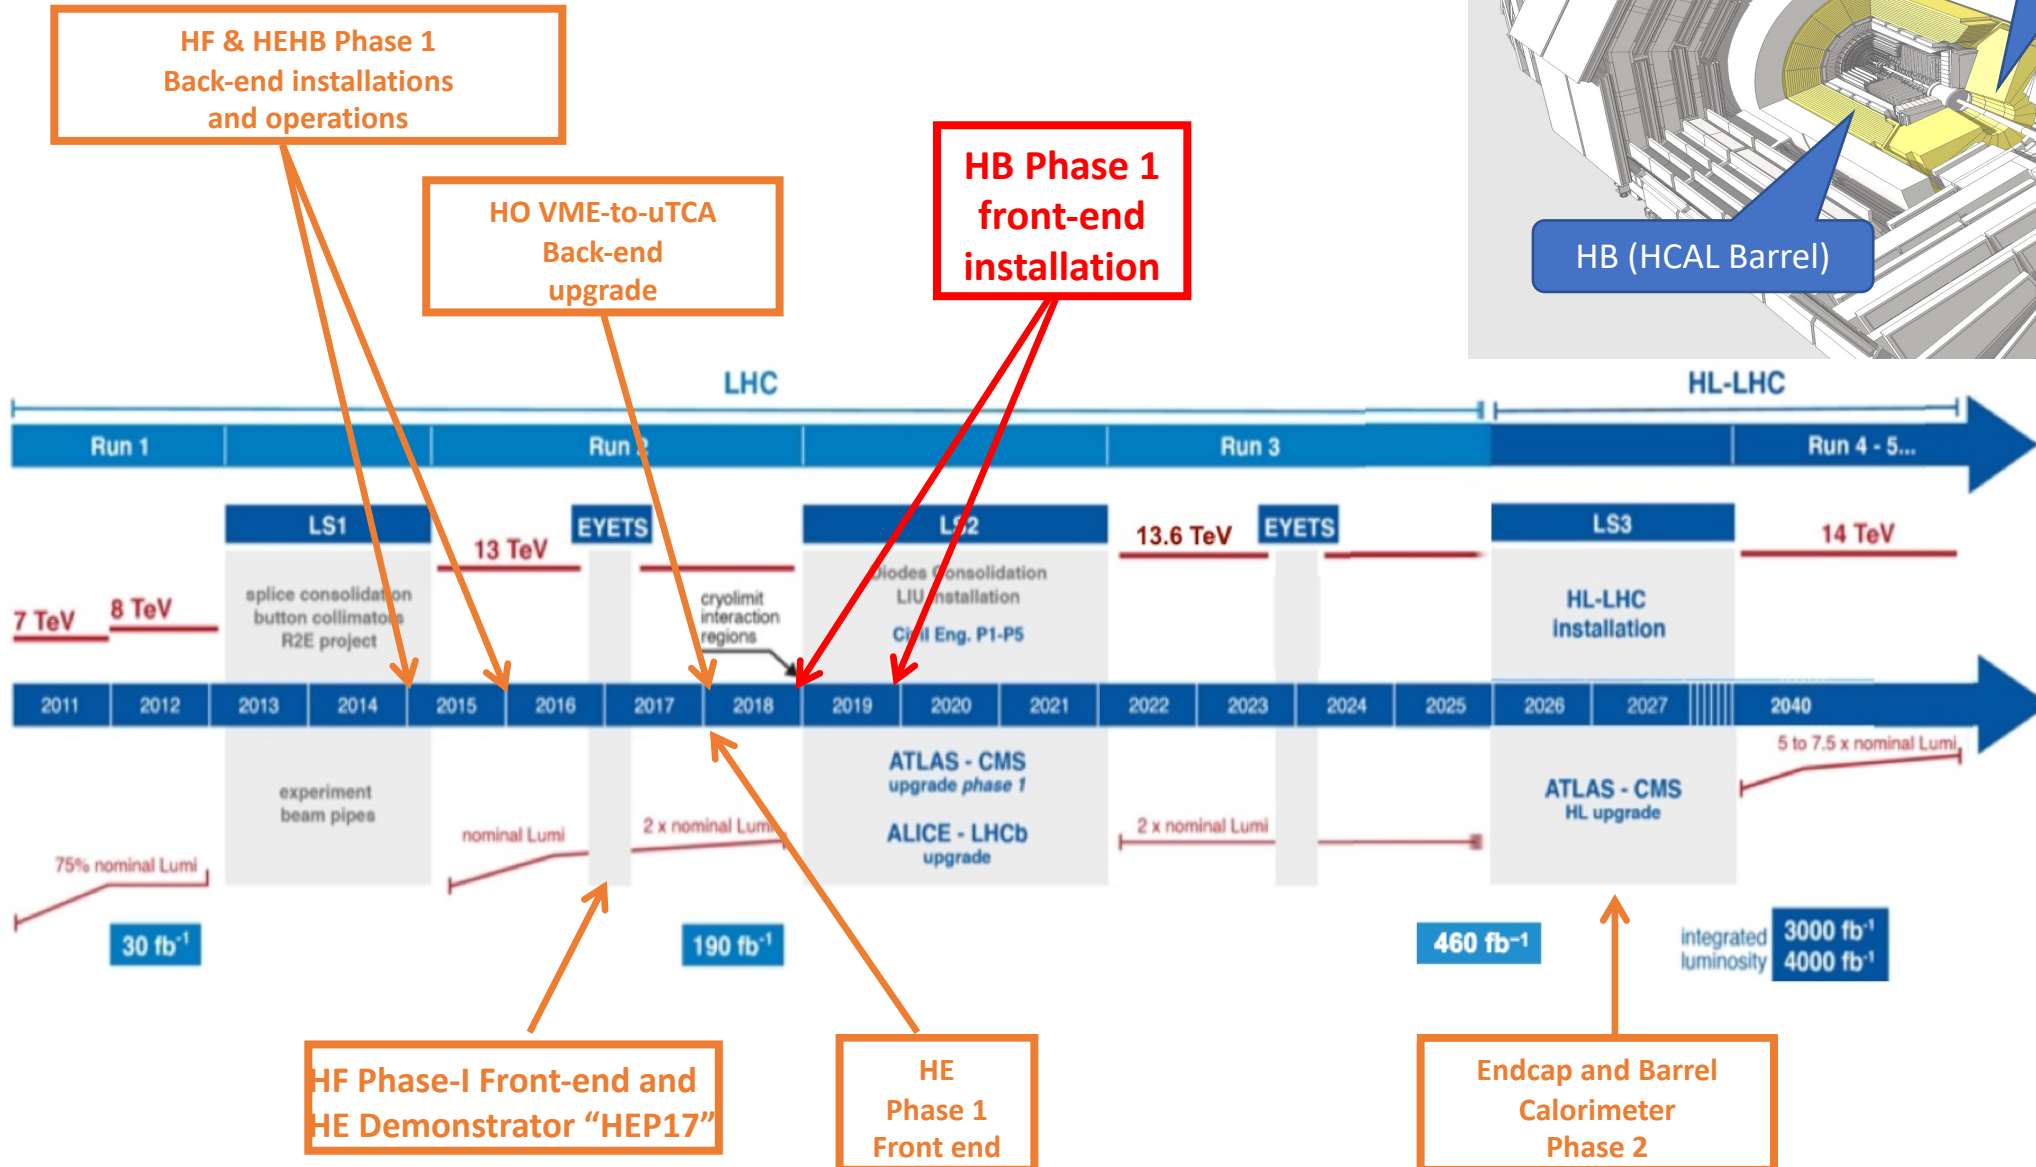 HF & HEHB Phase 1
Back-end installations
and operations
HO VME-to-uTCA
Back-end
upgrade
HB Phase 1
front-end
installation
HB (HCAL Barrel)
LHC
HL-LHC
Run 1
Run 2
Run 3
Run 4 - 5...
LS1
EYETS
LS2
EYETS
LS3
13 TeV
13.6 TeV
14 TeV
7 TeV
8 TeV
splice consolidation
button collimators
R2E project
cryolimit
interaction
regions
Diodes Consolidation
LIU Installation
Civil Eng. P1-P5
HL-LHC
installation
2011 2012 2013 2014 2015 2016 2017 2018 2019 2020 2021 2022 2023 2024 2025 2026 2027 2040
experiment
beam pipes
ATLAS - CMS
upgrade phase 1
ALICE - LHCb
upgrade
ATLAS - CMS
HL upgrade
5 to 7.5 x nominal Lumi
75% nominal Lumi
nominal Lumi
2 x nominal Lumi
2 x nominal Lumi
30 fb⁻¹
190 fb⁻¹
460 fb⁻¹
integrated
luminosity
3000 fb⁻¹
4000 fb⁻¹
HF Phase-I Front-end and
HE Demonstrator “HEP17”
HE
Phase 1
Front end
Endcap and Barrel
Calorimeter
Phase 2